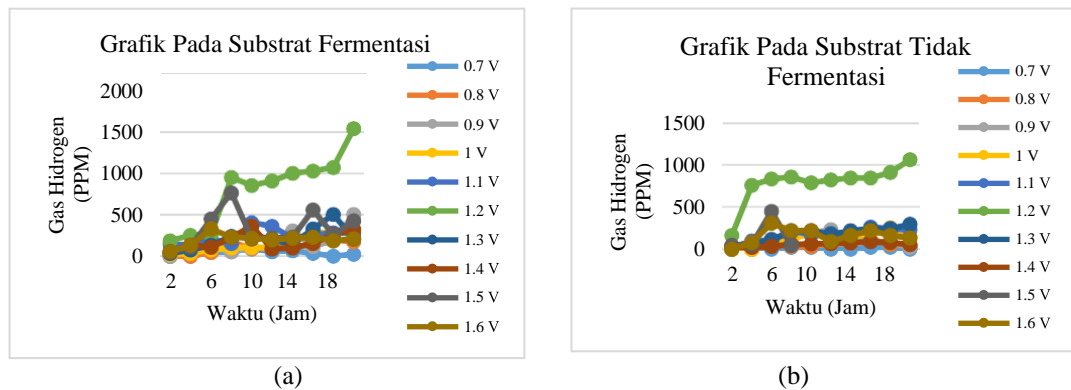 Grafik Pada Substrat Fermentasi
2000
1500
1000
500
0
2
6
10
14
18
Gas Hidrogen
(PPM)
Waktu (Jam)
0.7 V
0.8 V
0.9 V
1 V
1.1 V
1.2 V
1.3 V
1.4 V
1.5 V
1.6 V
(a)
Grafik Pada Substrat Tidak
Fermentasi
1500
1000
500
0
2
6
10
14
18
Gas Hidrogen
(PPM)
Waktu (Jam)
0.7 V
0.8 V
0.9 V
1 V
1.1 V
1.2 V
1.3 V
1.4 V
1.5 V
1.6 V
(b)